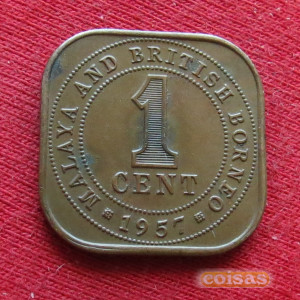 MALAYA AND BRITISH BORNEO
1
CENT
1957
coisas